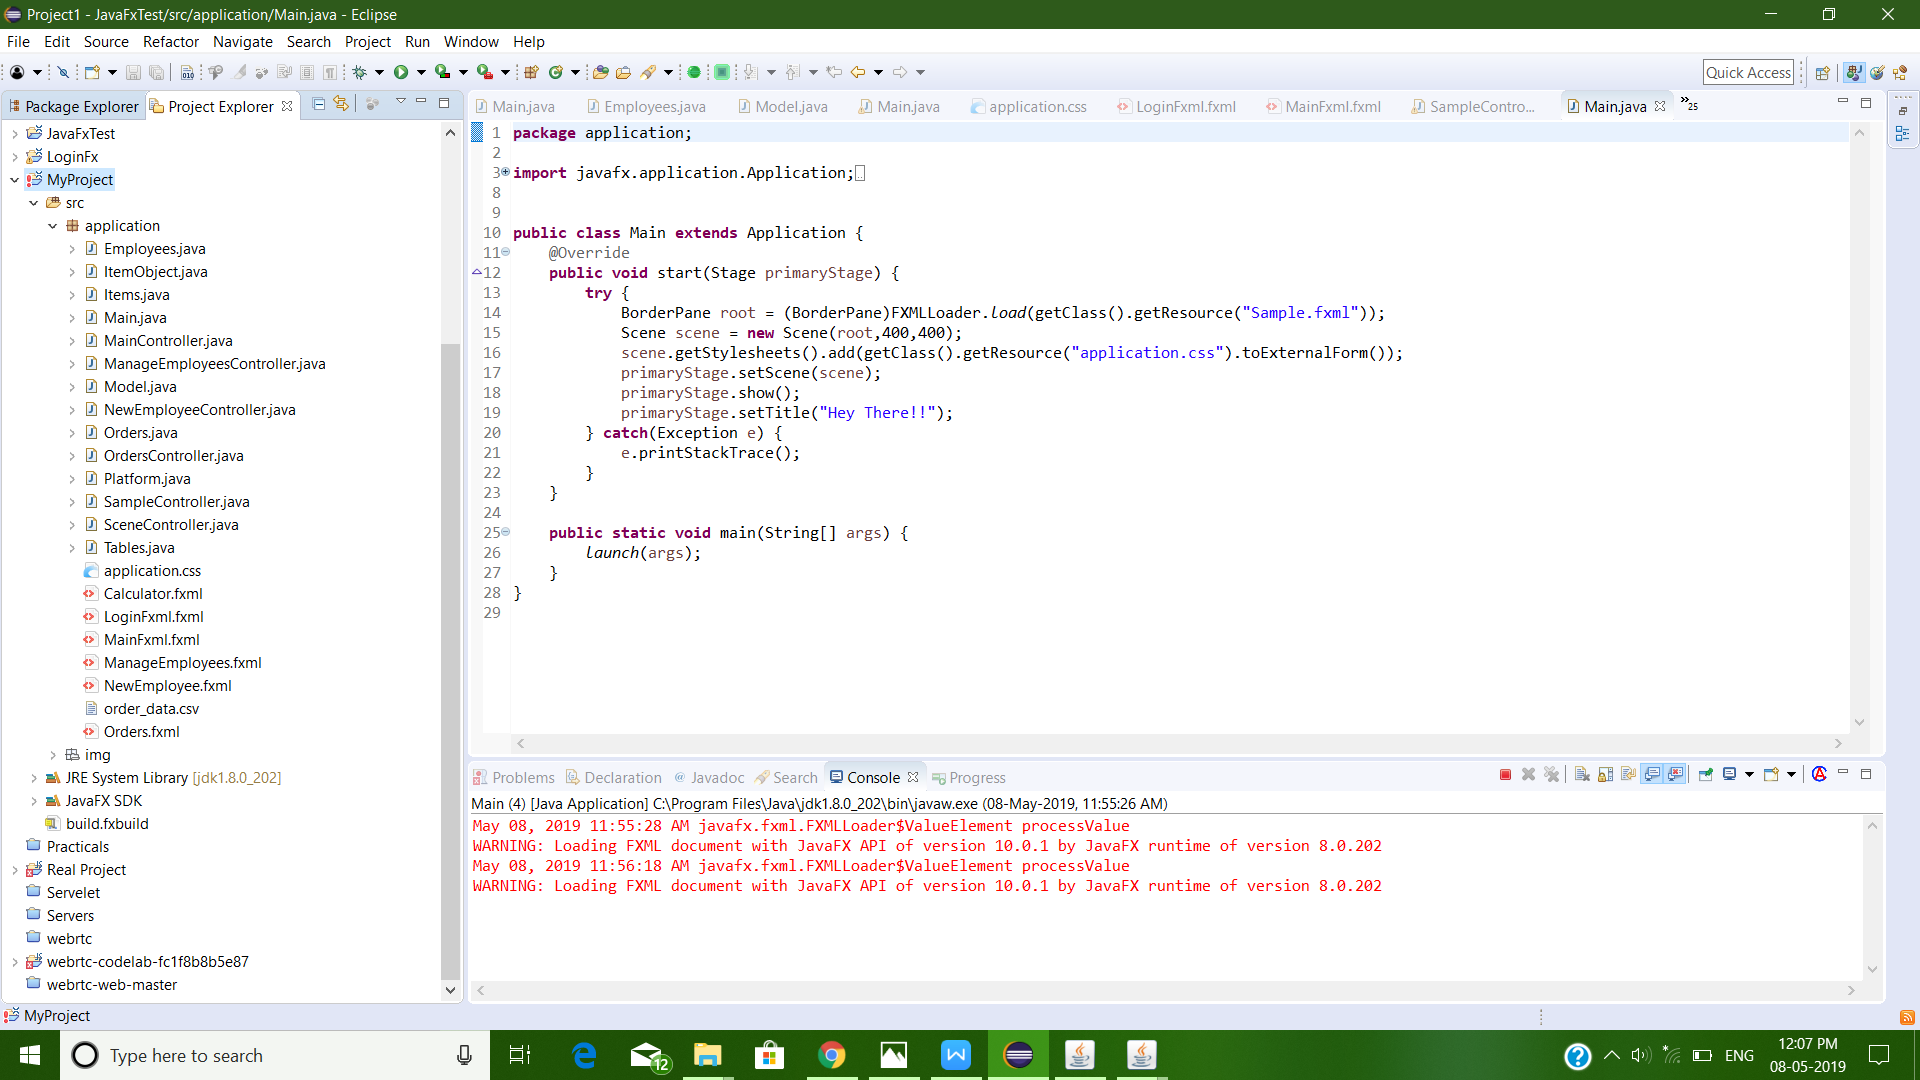 Project1 - JavaFxTest/src/application/Main.java - Eclipse
File Edit Source Refactor Navigate Search Project Run Window Help
Quick Access
Package Explorer Project Explorer
JavaFxTest
LoginFx
MyProject
src
application
Employees.java
ItemObject.java
Items.java
Main.java
MainController.java
ManageEmployeesController.java
Model.java
NewEmployeeController.java
Orders.java
OrdersController.java
Platform.java
SampleController.java
SceneController.java
Tables.java
application.css
Calculator.fxml
LoginFxml.fxml
MainFxml.fxml
ManageEmployees.fxml
NewEmployee.fxml
order_data.csv
Orders.fxml
img
JRE System Library [jdk1.8.0_202]
JavaFX SDK
build.fxbuild
Practicals
Real Project
Servelet
Servers
webrtc
webrtc-codelab-fc1f8b8b5e87
webrtc-web-master
Main.java Employees.java Model.java Main.java application.css LoginFxml.fxml MainFxml.fxml SampleContro... Main.java »25
1 package application;
2
3 import javafx.application.Application;
8
9
10 public class Main extends Application {
11 @Override
12 public void start(Stage primaryStage) {
13 try {
14 BorderPane root = (BorderPane)FXMLLoader.load(getClass().getResource("Sample.fxml"));
15 Scene scene = new Scene(root,400,400);
16 scene.getStylesheets().add(getClass().getResource("application.css").toExternalForm());
17 primaryStage.setScene(scene);
18 primaryStage.show();
19 primaryStage.setTitle("Hey There!!");
20 } catch(Exception e) {
21 e.printStackTrace();
22 }
23 }
24
25 public static void main(String[] args) {
26 launch(args);
27 }
28 }
29
Problems Declaration @ Javadoc Search Console Progress
Main (4) [Java Application] C:\Program Files\Java\jdk1.8.0_202\bin\javaw.exe (08-May-2019, 11:55:26 AM)
May 08, 2019 11:55:28 AM javafx.fxml.FXMLLoader$ValueElement processValue
WARNING: Loading FXML document with JavaFX API of version 10.0.1 by JavaFX runtime of version 8.0.202
May 08, 2019 11:56:18 AM javafx.fxml.FXMLLoader$ValueElement processValue
WARNING: Loading FXML document with JavaFX API of version 10.0.1 by JavaFX runtime of version 8.0.202
MyProject
Type here to search
12
ENG
12:07 PM
08-05-2019